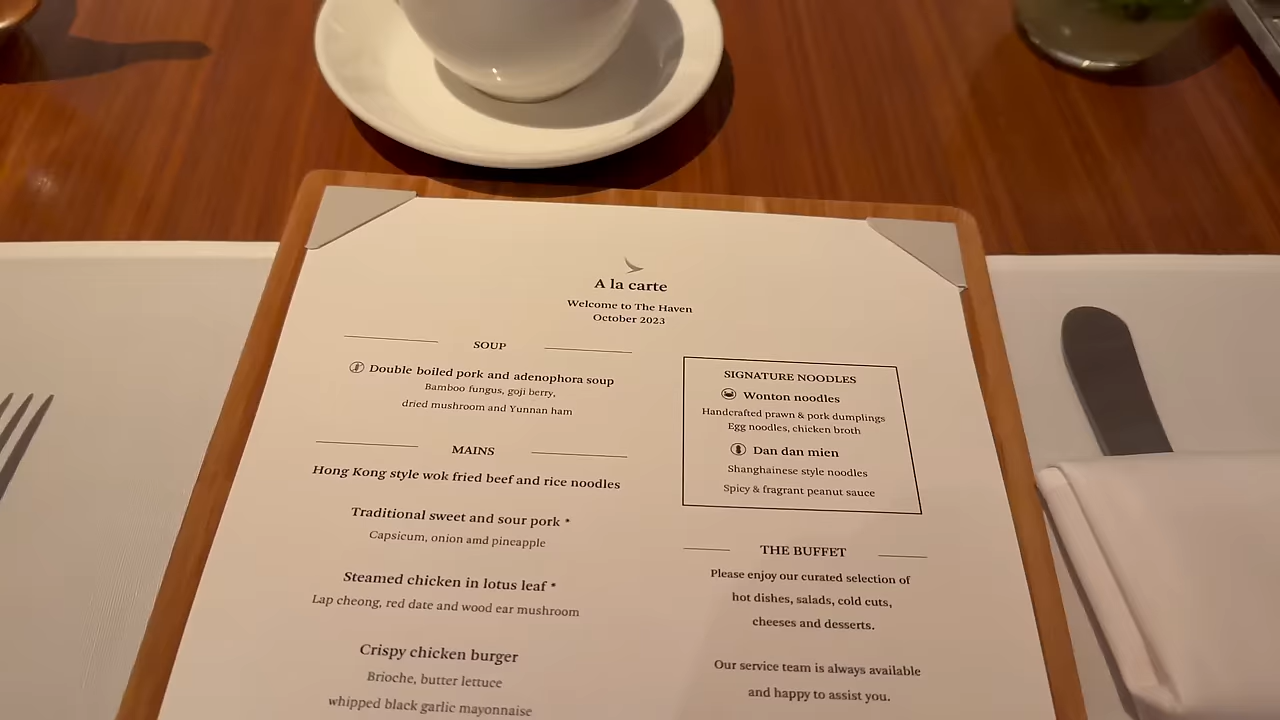 A la carte
Welcome to The Haven
October 2023
SOUP
Double boiled pork and adenophora soup
Bamboo fungus, goji berry,
dried mushroom and Yunnan ham
MAINS
Hong Kong style wok fried beef and rice noodles
Traditional sweet and sour pork *
Capsicum, onion amd pineapple
Steamed chicken in lotus leaf *
Lap cheong, red date and wood ear mushroom
Crispy chicken burger
Brioche, butter lettuce
whipped black garlic mayonnaise
SIGNATURE NOODLES
Wonton noodles
Handcrafted prawn & pork dumplings
Egg noodles, chicken broth
Dan dan mien
Shanghainese style noodles
Spicy & fragrant peanut sauce
THE BUFFET
Please enjoy our curated selection of
hot dishes, salads, cold cuts,
cheeses and desserts.
Our service team is always available
and happy to assist you.